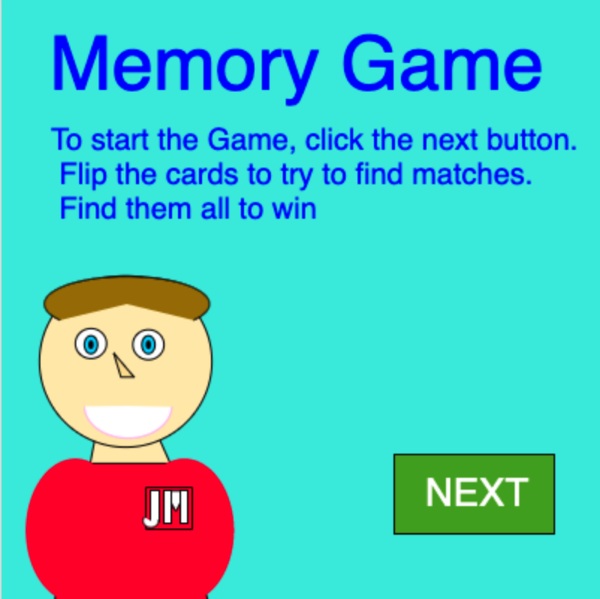 Memory Game
To start the Game, click the next button.
Flip the cards to try to find matches.
Find them all to win
JM
NEXT